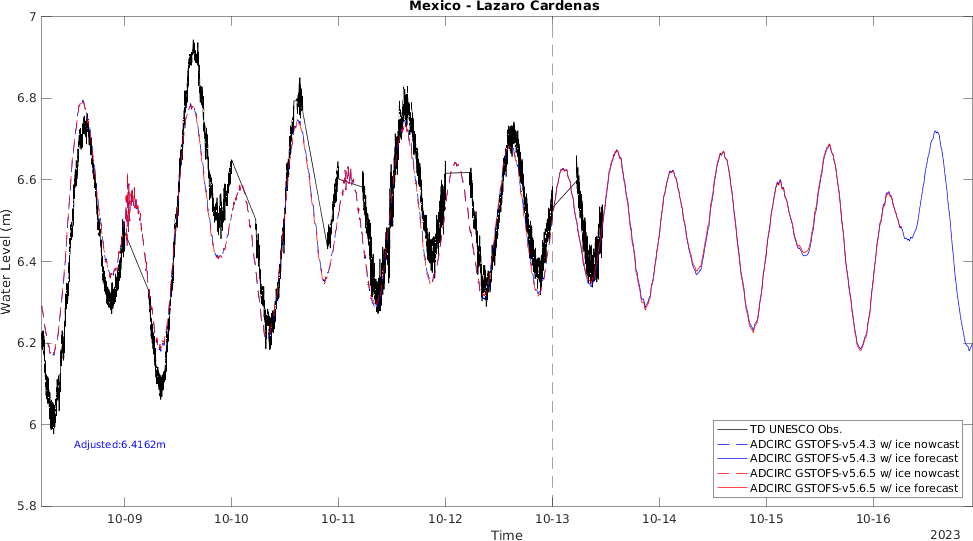 Mexico - Lazaro Cardenas
7
6.8
6.6
6.4
6.2
6
5.8
Water Level (m)
Adjusted:6.4162m
TD UNESCO Obs.
ADCIRC GSTOFS-v5.4.3 w/ ice nowcast
ADCIRC GSTOFS-v5.4.3 w/ ice forecast
ADCIRC GSTOFS-v5.6.5 w/ ice nowcast
ADCIRC GSTOFS-v5.6.5 w/ ice forecast
10-09 10-10 10-11 10-12 10-13 10-14 10-15 10-16
Time
2023